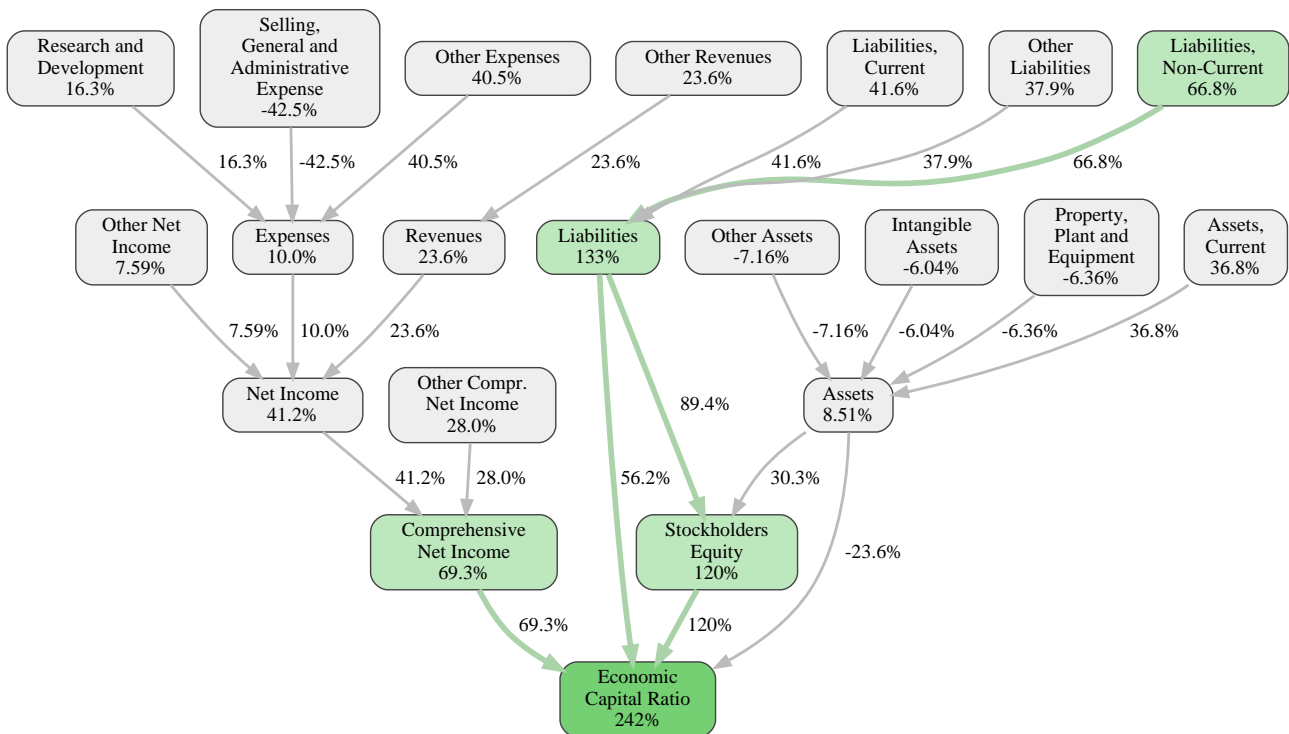 Research and
Development
16.3%
Selling,
General and
Administrative
Expense
-42.5%
Other Expenses
40.5%
Other Revenues
23.6%
Liabilities,
Current
41.6%
Other
Liabilities
37.9%
Liabilities,
Non-Current
66.8%
16.3%
-42.5%
40.5%
23.6%
41.6%
37.9%
66.8%
Other Net
Income
7.59%
Expenses
10.0%
Revenues
23.6%
Liabilities
133%
Other Assets
-7.16%
Intangible
Assets
-6.04%
Property,
Plant and
Equipment
-6.36%
Assets,
Current
36.8%
7.59%
10.0%
23.6%
-7.16%
-6.04%
-6.36%
36.8%
Net Income
41.2%
Other Compr.
Net Income
28.0%
89.4%
Assets
8.51%
41.2%
28.0%
56.2%
30.3%
Comprehensive
Net Income
69.3%
Stockholders
Equity
120%
-23.6%
69.3%
120%
Economic
Capital Ratio
242%